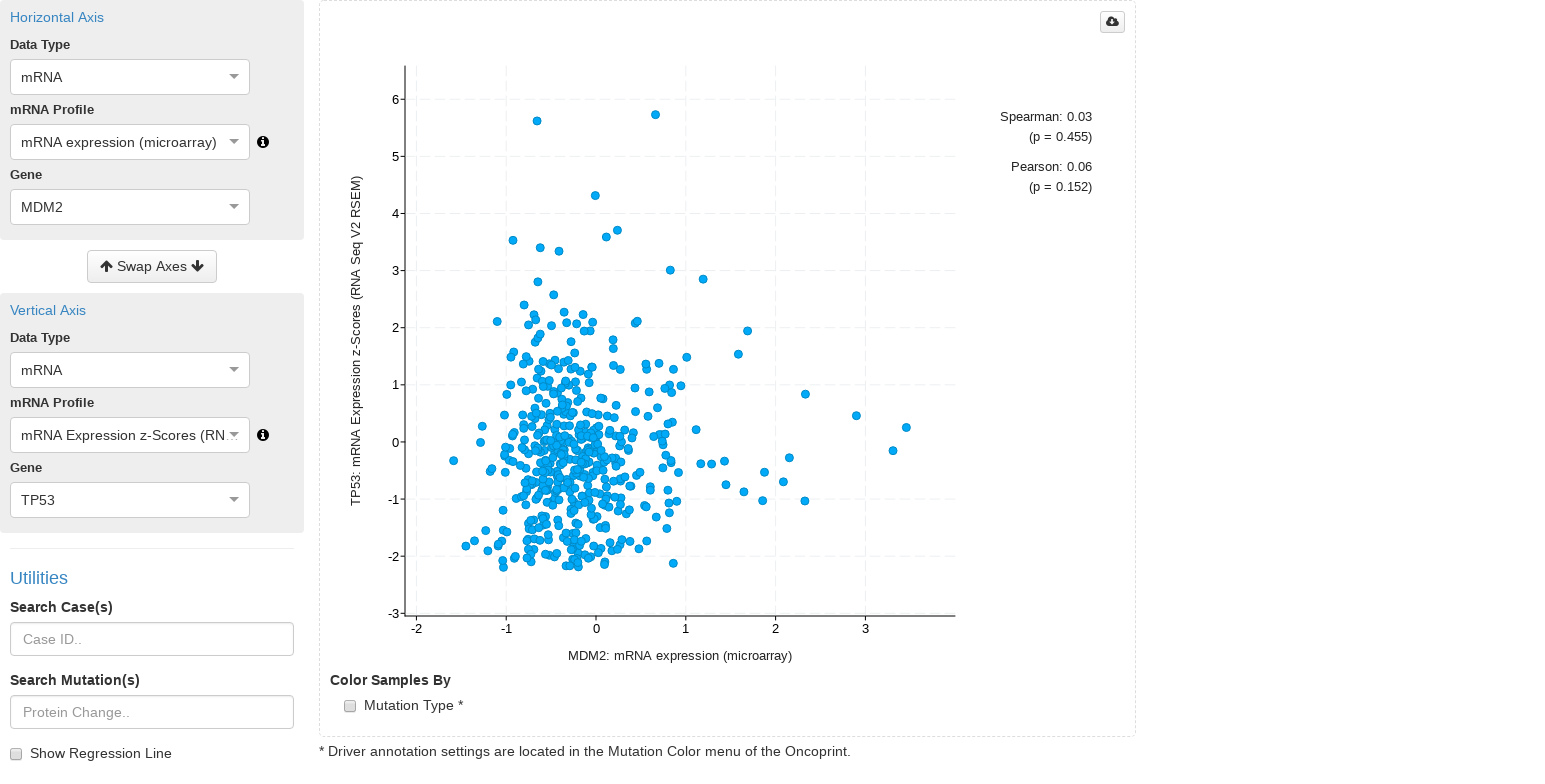 Horizontal Axis
Data Type
mRNA
mRNA Profile
mRNA expression (microarray)
Gene
MDM2
Swap Axes
Vertical Axis
Data Type
mRNA
mRNA Profile
mRNA Expression z-Scores (RN...
Gene
TP53
Utilities
Search Case(s)
Case ID..
Search Mutation(s)
Protein Change..
Show Regression Line
TP53: mRNA Expression z-Scores (RNA Seq V2 RSEM)
6
5
4
3
2
1
0
-1
-2
-3
-2 -1 0 1 2 3
MDM2: mRNA expression (microarray)
Spearman: 0.03
(p = 0.455)
Pearson: 0.06
(p = 0.152)
Color Samples By
Mutation Type *
* Driver annotation settings are located in the Mutation Color menu of the Oncoprint.